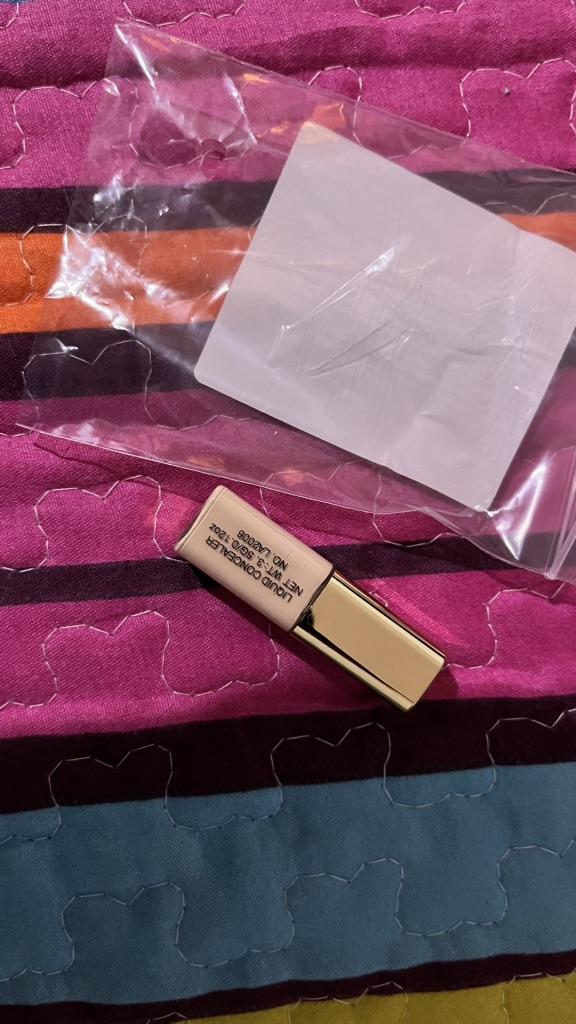 LIQUID CONCEALER
NET WT: 3. 5G/0.12oz
NO. LA2006